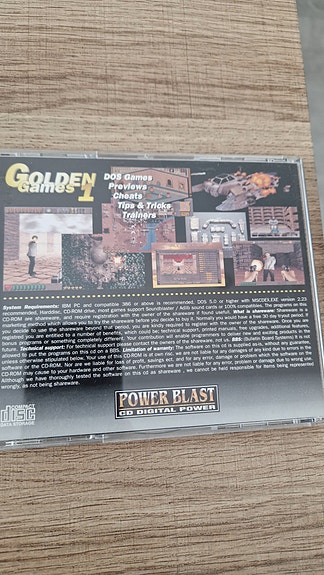 GOLDEN
Games 1
DOS Games
Previews
Cheats
Tips & Tricks
Trainers
System Requirements: IBM PC and compatible 386 or above is recommended, DOS 5.0 or higher with MSCDEX.EXE version 2.23
recommended, Harddisc, CD-ROM drive, most games support Soundblaster / Adlib sound cards or 100% compatibles. The programs on this
CD-ROM are shareware, and require registration with the owner of the shareware if found useful. What is shareware: Shareware is a
marketing method which allows you to try the shareware before you decide to buy it. Normally you would have a free 30 day tryout period. If
you decide to use the shareware beyond that period, you are kindly required to register with the owner of the shareware. Once you are
registered you are entitled to a number of benefits, which could be: technical support, printed manuals, free upgrades, additional features,
bonus programs or something completely different. Your contribution will enable programmers to discover new and existing products in the
future. Technical support: For technical support please contact the owners of the shareware, not us. BBS: (Bulletin Board Systems) It is not
allowed to put the programs on this cd on a BBS. Limitation of warranty: The software on this cd is supplied as is, without any guarantee,
unless otherwise stipulated below. Your use of this CD-ROM is at own risc, we are not liable for any damages of any kind due to errors in the
software or the CD-ROM. Nor are we liable for loss of profit, savings, ect, and for any error, damage or problem which the software on the
CD-ROM may cause to your hardware and other software. Furthermore we are not liable for any error, problem or damage due to wrong use.
Although we have thoroughly tested the software on this cd as shareware , we cannot be held responsible for items being represented
wrongly, as not being shareware.
COMPACT
disc
DATA STORAGE
POWER BLAST
CD DIGITAL POWER